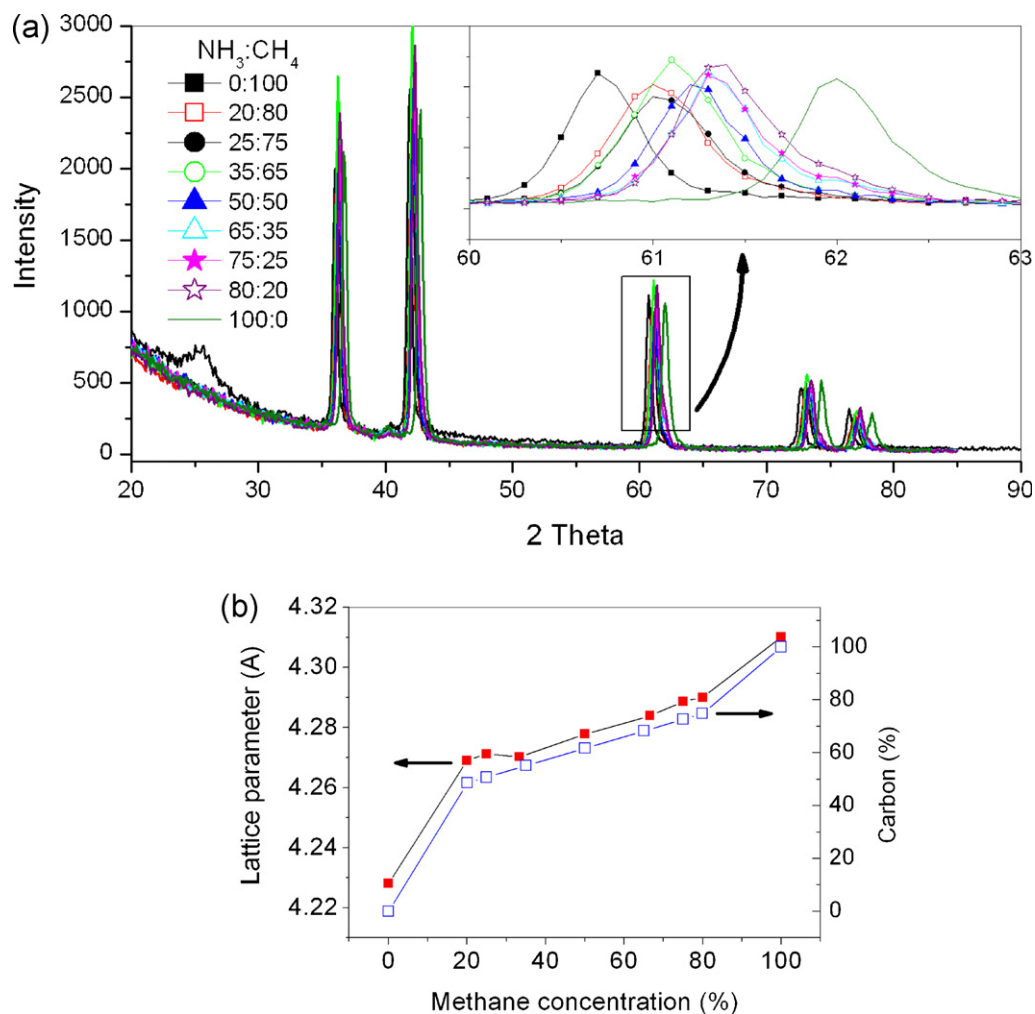 (a)
3000
2500
2000
1500
1000
500
0
Intensity
NH3:CH4
0:100
20:80
25:75
35:65
50:50
65:35
75:25
80:20
100:0
60 61 62 63
20 30 40 50 60 70 80 90
2 Theta
(b)
4.32
4.30
4.28
4.26
4.24
4.22
Lattice parameter (A)
100
80
60
40
20
0
Carbon (%)
0 20 40 60 80 100
Methane concentration (%)